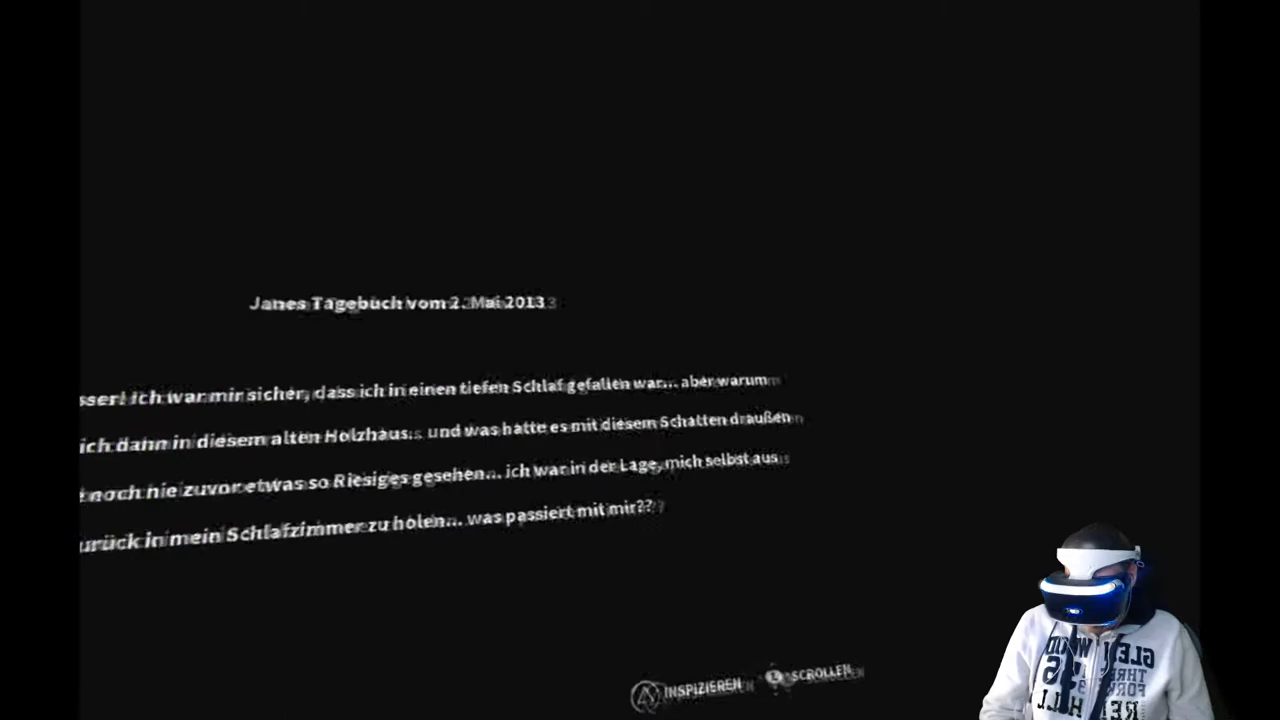 Janes Tagebuch vom 2. Mai 2013
sser! ich war mir sicher, dass ich in einen tiefen Schlaf gefallen war... aber warum
ich dann in diesem alten Holzhaus... und was hatte es mit diesem Schatten draußen
noch nie zuvor etwas so Riesiges gesehen... ich war in der Lage, mich selbst aus
urück in mein Schlafzimmer zu holen... was passiert mit mir??
INSPIZIEREN SCROLLEN